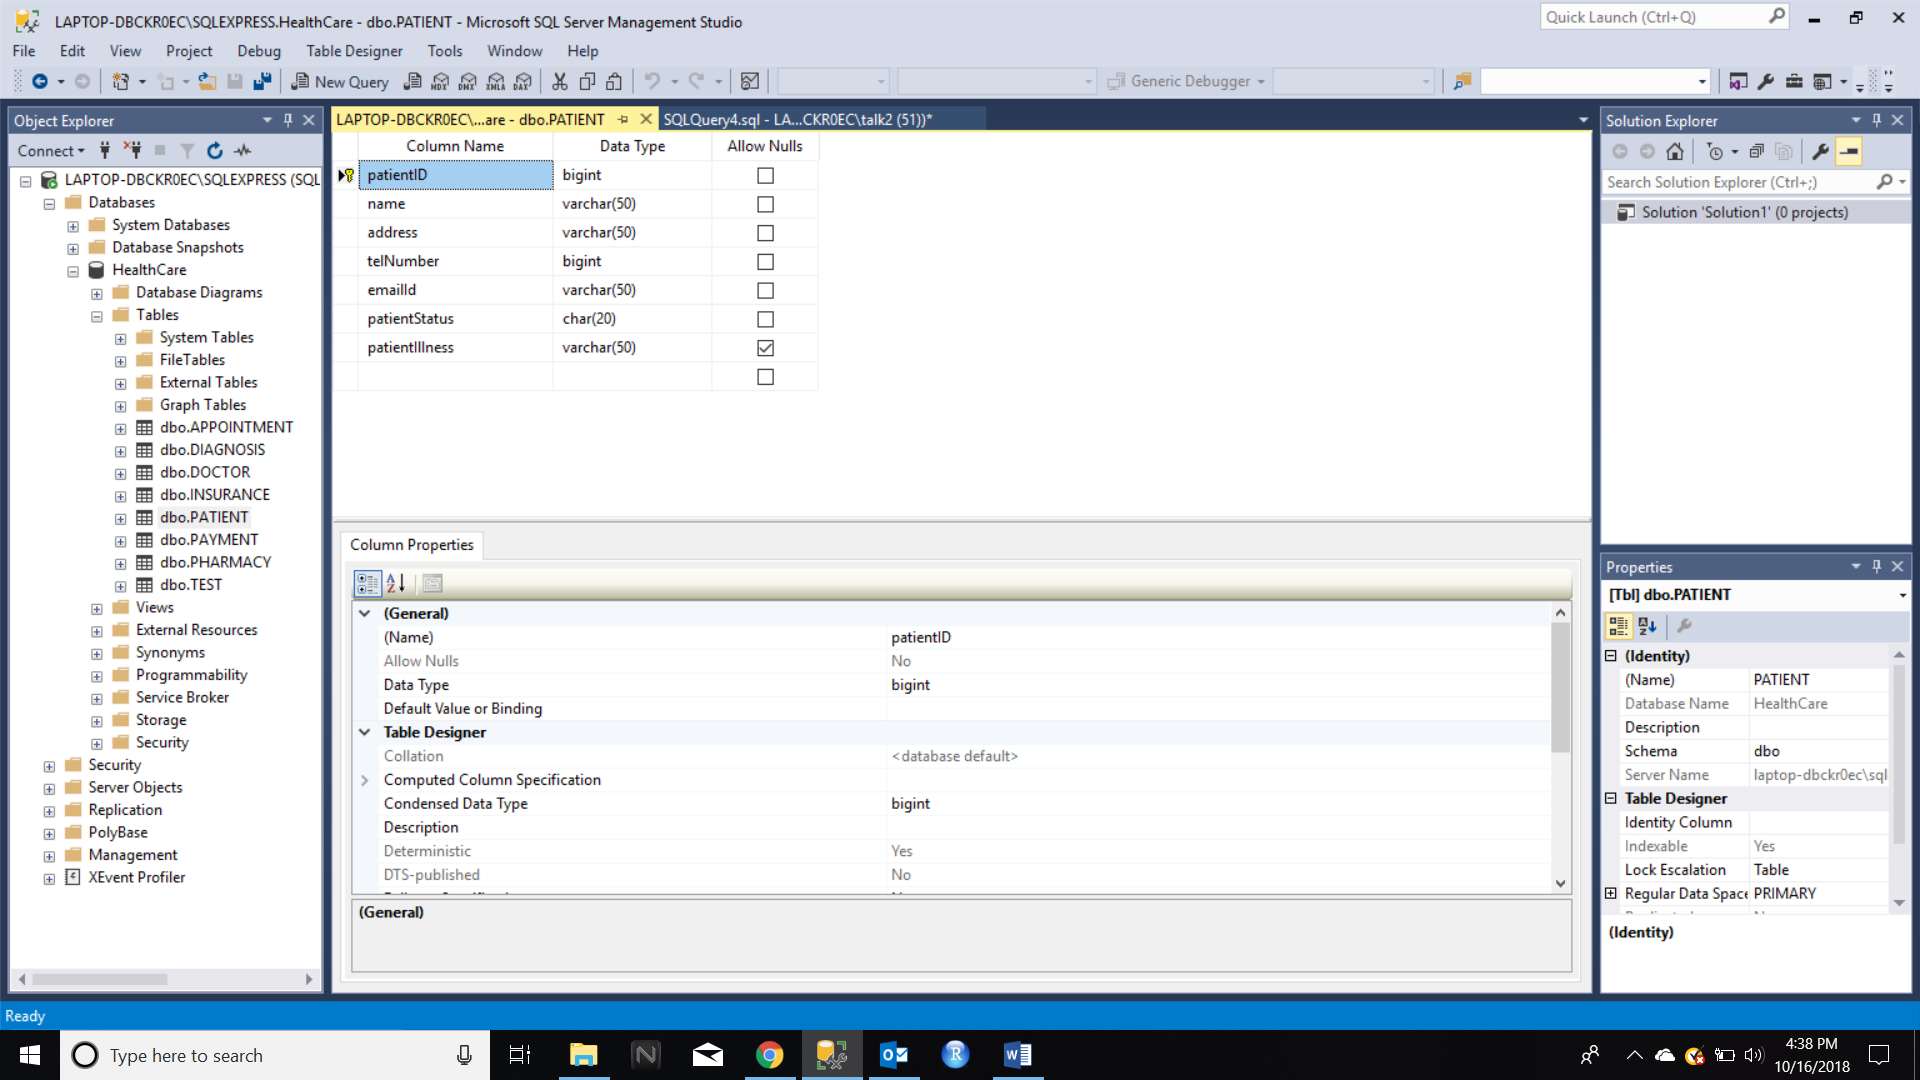 LAPTOP-DBCKR0EC\SQLEXPRESS.HealthCare - dbo.PATIENT - Microsoft SQL Server Management Studio
Quick Launch (Ctrl+Q)
File Edit View Project Debug Table Designer Tools Window Help
New Query MDX DMX XMLA DAX Generic Debugger
Object Explorer
Connect
LAPTOP-DBCKR0EC\SQLEXPRESS (SQL
Databases
System Databases
Database Snapshots
HealthCare
Database Diagrams
Tables
System Tables
FileTables
External Tables
Graph Tables
dbo.APPOINTMENT
dbo.DIAGNOSIS
dbo.DOCTOR
dbo.INSURANCE
dbo.PATIENT
dbo.PAYMENT
dbo.PHARMACY
dbo.TEST
Views
External Resources
Synonyms
Programmability
Service Broker
Storage
Security
Security
Server Objects
Replication
PolyBase
Management
XEvent Profiler
LAPTOP-DBCKR0EC\...are - dbo.PATIENT SQLQuery4.sql - LA...CKR0EC\talk2 (51))*
Column Name Data Type Allow Nulls
patientID bigint
name varchar(50)
address varchar(50)
telNumber bigint
emailId varchar(50)
patientStatus char(20)
patientIllness varchar(50)
Column Properties
(General)
(Name) patientID
Allow Nulls No
Data Type bigint
Default Value or Binding
Table Designer
Collation <database default>
Computed Column Specification
Condensed Data Type bigint
Description
Deterministic Yes
DTS-published No
(General)
Solution Explorer
Search Solution Explorer (Ctrl+;)
Solution 'Solution1' (0 projects)
Properties
[Tbl] dbo.PATIENT
(Identity)
(Name) PATIENT
Database Name HealthCare
Description
Schema dbo
Server Name laptop-dbckr0ec\sql
Table Designer
Identity Column
Indexable Yes
Lock Escalation Table
Regular Data Space PRIMARY
(Identity)
Ready
Type here to search
4:38 PM
10/16/2018